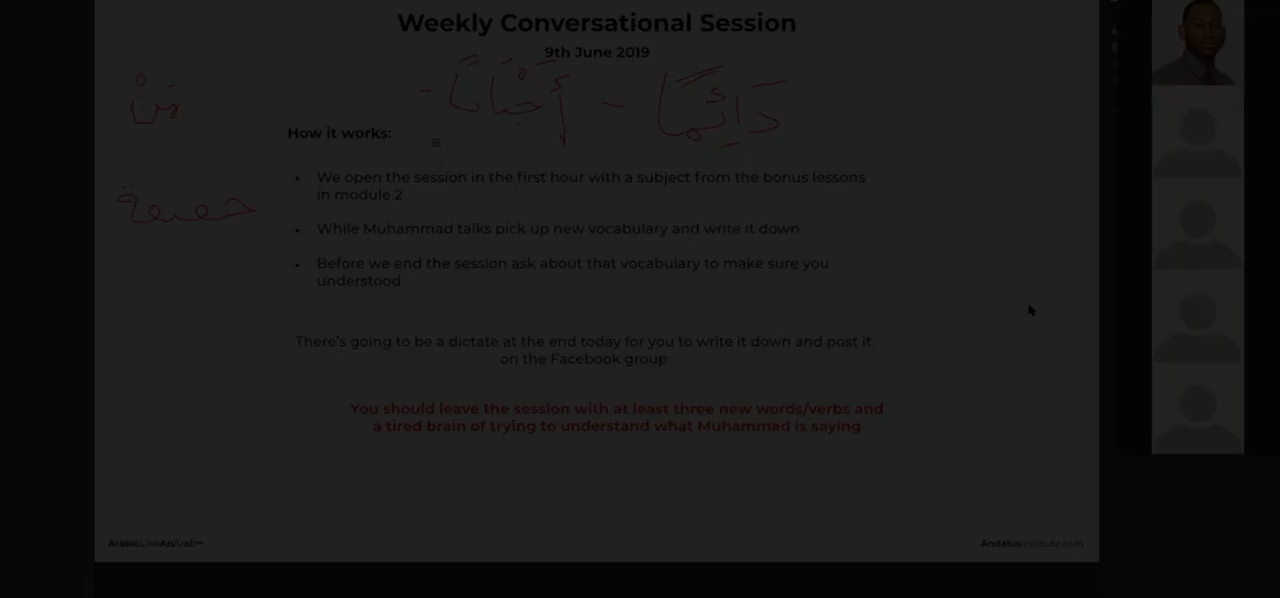 Weekly Conversational Session
9th June 2019
دَائِمًا - أَحْيَانًا -
How it works:
• We open the session in the first hour with a subject from the bonus lessons
in module 2
• While Muhammad talks pick up new vocabulary and write it down
• Before we end the session ask about that vocabulary to make sure you
understood
There's going to be a dictate at the end today for you to write it down and post it
on the Facebook group
You should leave the session with at least three new words/verbs and
a tired brain of trying to understand what Muhammad is saying
ArabicLikeAnArab™
AndalusInstitute.com